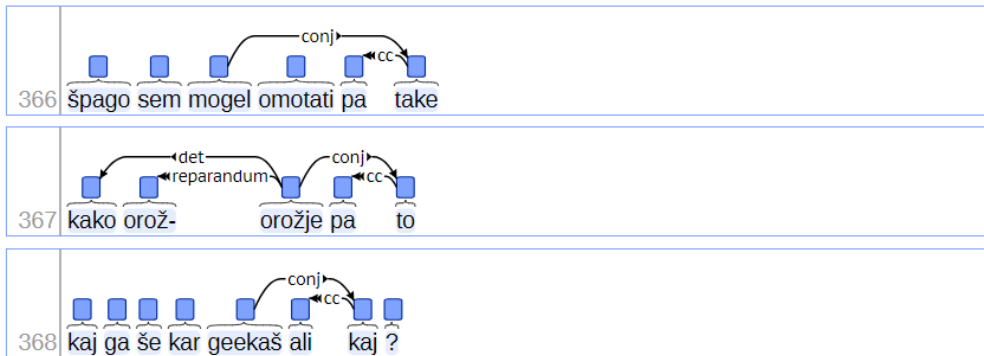 conj
cc
366 špago sem mogel omotati pa take
det conj
reparandum cc
367 kako orož- orožje pa to
conj
cc
368 kaj ga še kar geekaš ali kaj ?